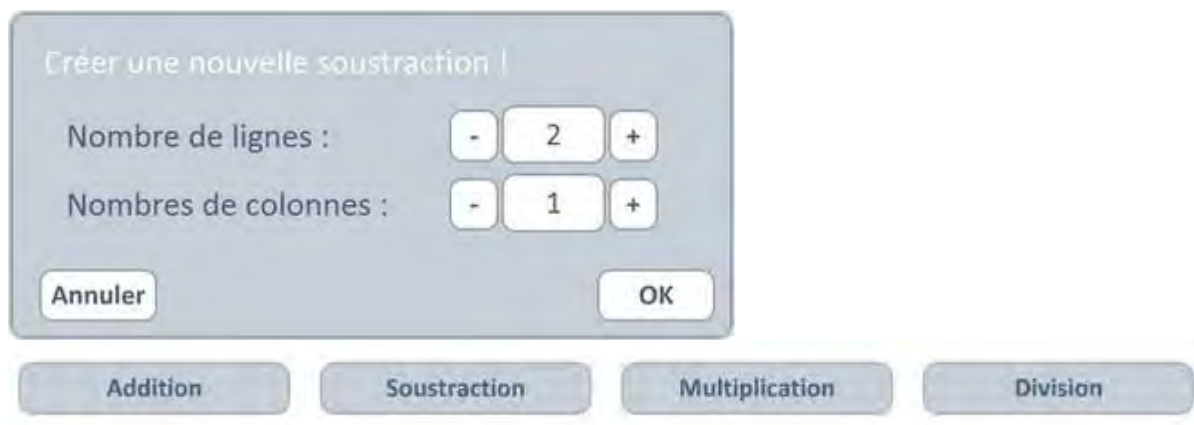 Créer une nouvelle soustraction !
Nombre de lignes : - 2 +
Nombres de colonnes : - 1 +
Annuler OK
Addition Soustraction Multiplication Division